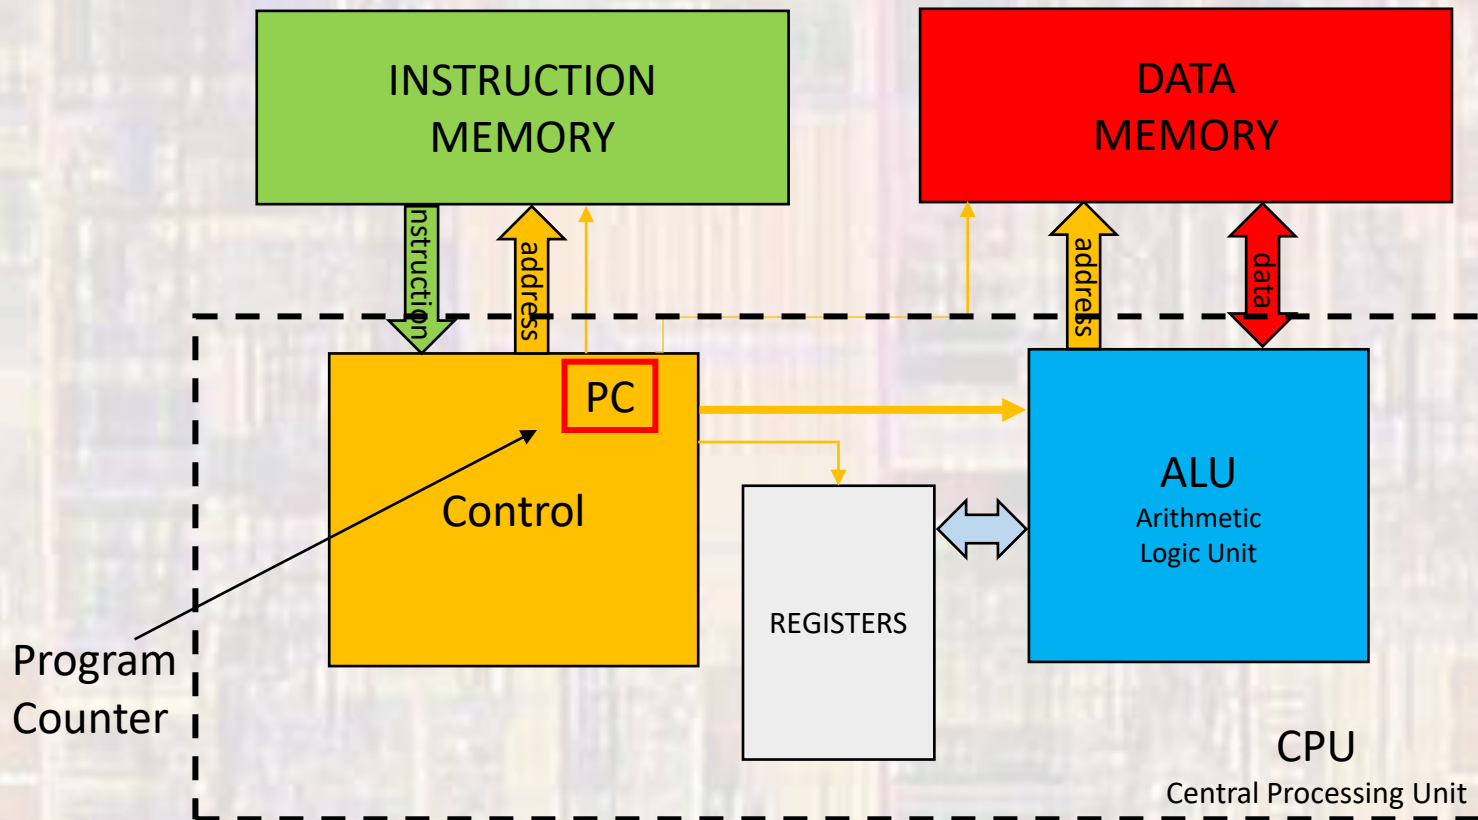 INSTRUCTION
MEMORY
DATA
MEMORY
nstruction
address
address
data
PC
Control
ALU
Arithmetic
Logic Unit
REGISTERS
Program
Counter
CPU
Central Processing Unit